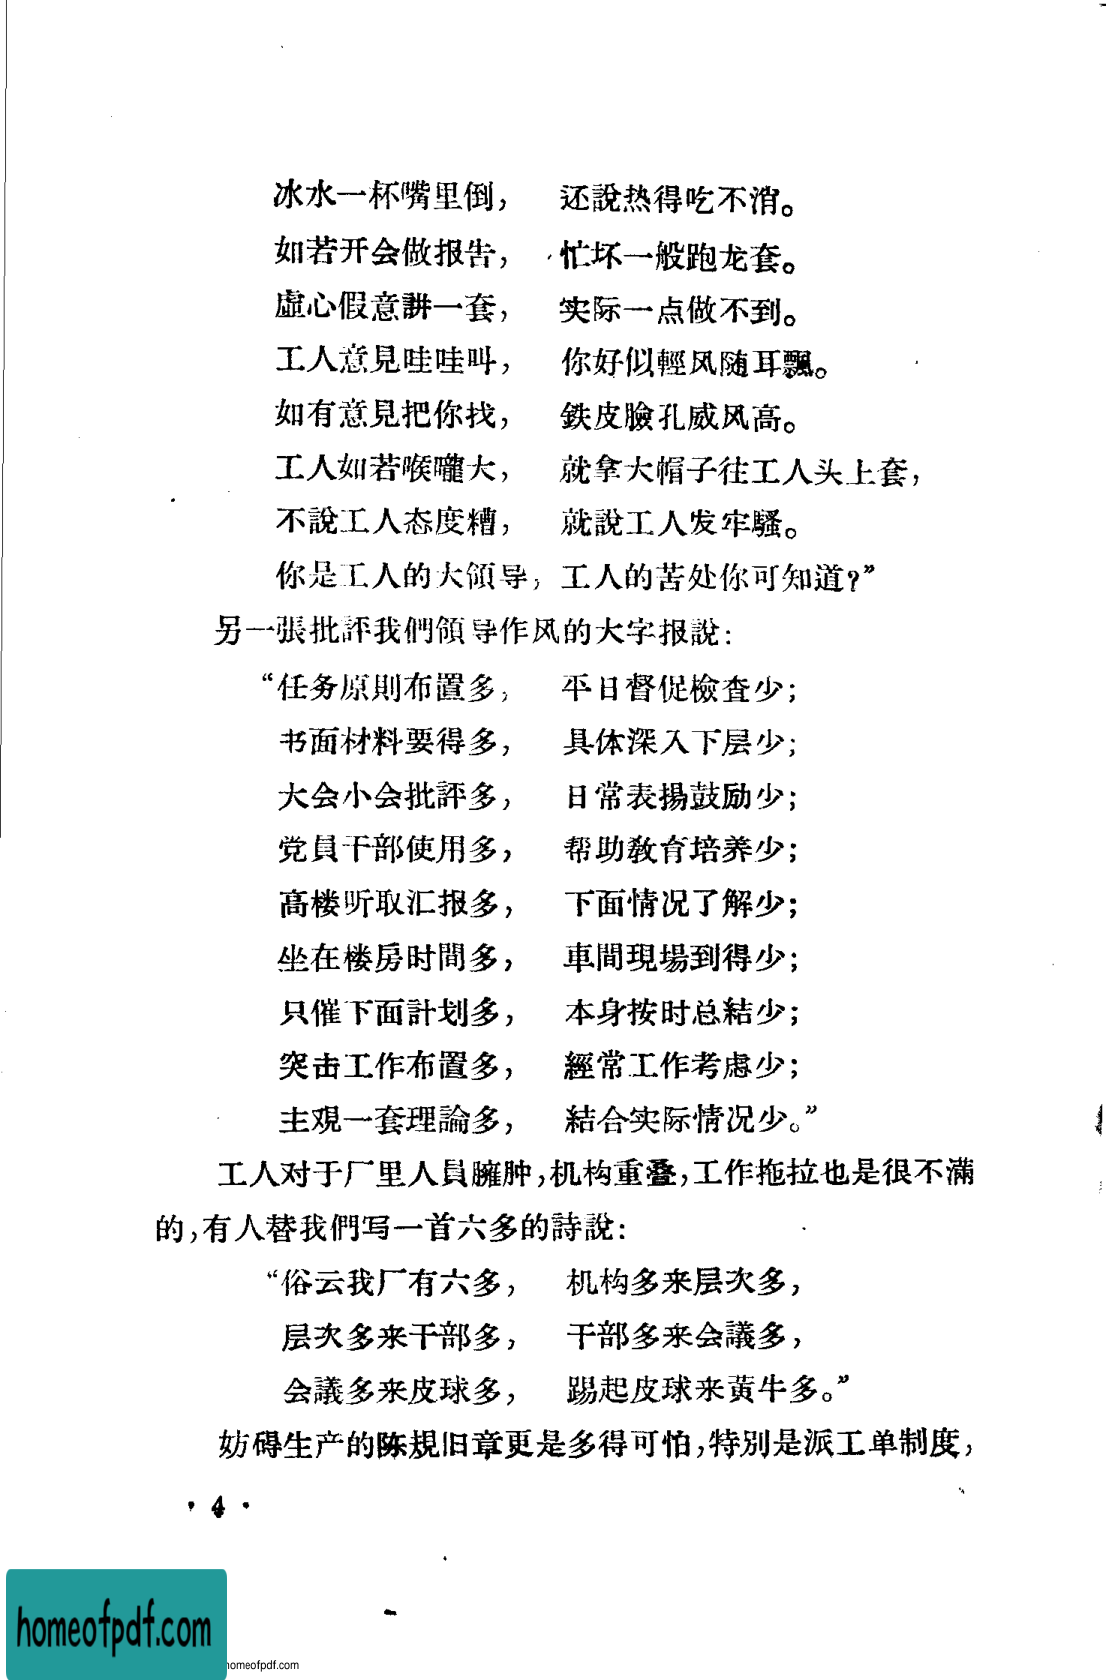 冰水一杯嘴里倒， 还說热得吃不消。
如若开会做报告， 忙坏一般跑龙套。
虛心假意講一套， 实际一点做不到。
工人意見哇哇叫， 你好似輕风随耳飄。
如有意見把你找， 鉄皮臉孔威风高。
工人如若喉嚨大， 就拿大帽子往工人头上套，
不說工人态度糟， 就說工人发牢騷。
你是工人的大領导，工人的苦处你可知道？”
另一張批評我們領导作风的大字报說：
“任务原則布置多， 平日督促檢查少；
书面材料要得多， 具体深入下层少；
大会小会批評多， 日常表揚鼓励少；
党員干部使用多， 帮助教育培养少；
高楼听取汇报多， 下面情况了解少；
坐在楼房时間多， 車間現場到得少；
只催下面計划多， 本身按时总結少；
突击工作布置多， 經常工作考虑少；
主观一套理論多， 結合实际情况少。”
工人对于厂里人員臃肿，机构重叠，工作拖拉也是很不滿
的，有人替我們写一首六多的詩說：
“俗云我厂有六多， 机构多来层次多，
层次多来干部多， 干部多来会議多，
会議多来皮球多， 踢起皮球来黄牛多。”
妨碍生产的陈規旧章更是多得可怕，特別是派工单制度，
· 4 ·
homeofpdf.com
homeofpdf.com